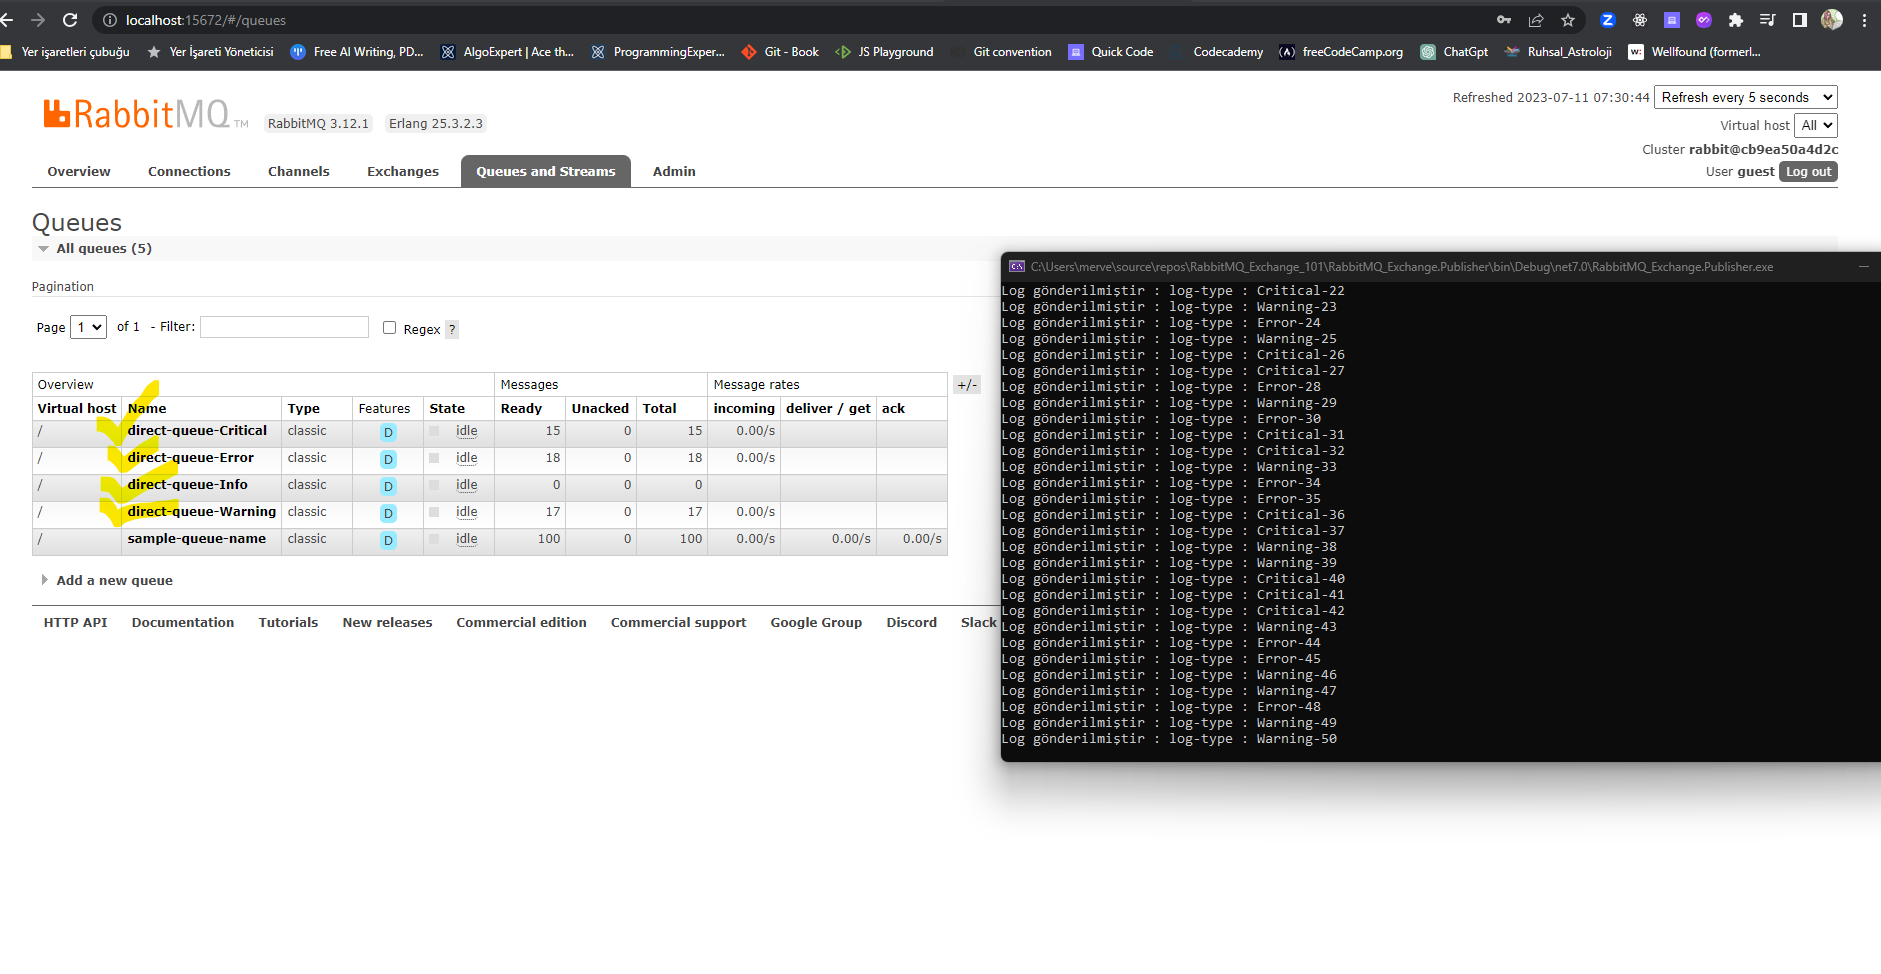 localhost:15672/#/queues
Yer işaretleri çubuğu Yer İşareti Yöneticisi Free AI Writing, PD... AlgoExpert | Ace th... ProgrammingExper... Git - Book JS Playground Git convention Quick Code Codecademy freeCodeCamp.org ChatGpt Ruhsal_Astroloji Wellfound (formerl...
RabbitMQ TM RabbitMQ 3.12.1 Erlang 25.3.2.3
Refreshed 2023-07-11 07:30:44 Refresh every 5 seconds
Virtual host All
Cluster rabbit@cb9ea50a4d2c
User guest Log out
Overview Connections Channels Exchanges Queues and Streams Admin
Queues
All queues (5)
Pagination
Page 1 of 1 - Filter: Regex ?
Overview Messages Message rates +/-
Virtual host Name Type Features State Ready Unacked Total incoming deliver / get ack
/ direct-queue-Critical classic D idle 15 0 15 0.00/s
/ direct-queue-Error classic D idle 18 0 18 0.00/s
/ direct-queue-Info classic D idle 0 0 0
/ direct-queue-Warning classic D idle 17 0 17 0.00/s
/ sample-queue-name classic D idle 100 0 100 0.00/s 0.00/s 0.00/s
Add a new queue
HTTP API Documentation Tutorials New releases Commercial edition Commercial support Google Group Discord Slack
C:\Users\merve\source\repos\RabbitMQ_Exchange_101\RabbitMQ_Exchange.Publisher\bin\Debug\net7.0\RabbitMQ_Exchange.Publisher.exe
Log gönderilmiştir : log-type : Critical-22
Log gönderilmiştir : log-type : Warning-23
Log gönderilmiştir : log-type : Error-24
Log gönderilmiştir : log-type : Warning-25
Log gönderilmiştir : log-type : Critical-26
Log gönderilmiştir : log-type : Critical-27
Log gönderilmiştir : log-type : Error-28
Log gönderilmiştir : log-type : Warning-29
Log gönderilmiştir : log-type : Error-30
Log gönderilmiştir : log-type : Critical-31
Log gönderilmiştir : log-type : Critical-32
Log gönderilmiştir : log-type : Warning-33
Log gönderilmiştir : log-type : Error-34
Log gönderilmiştir : log-type : Error-35
Log gönderilmiştir : log-type : Critical-36
Log gönderilmiştir : log-type : Critical-37
Log gönderilmiştir : log-type : Warning-38
Log gönderilmiştir : log-type : Warning-39
Log gönderilmiştir : log-type : Critical-40
Log gönderilmiştir : log-type : Critical-41
Log gönderilmiştir : log-type : Critical-42
Log gönderilmiştir : log-type : Warning-43
Log gönderilmiştir : log-type : Error-44
Log gönderilmiştir : log-type : Error-45
Log gönderilmiştir : log-type : Warning-46
Log gönderilmiştir : log-type : Warning-47
Log gönderilmiştir : log-type : Error-48
Log gönderilmiştir : log-type : Warning-49
Log gönderilmiştir : log-type : Warning-50